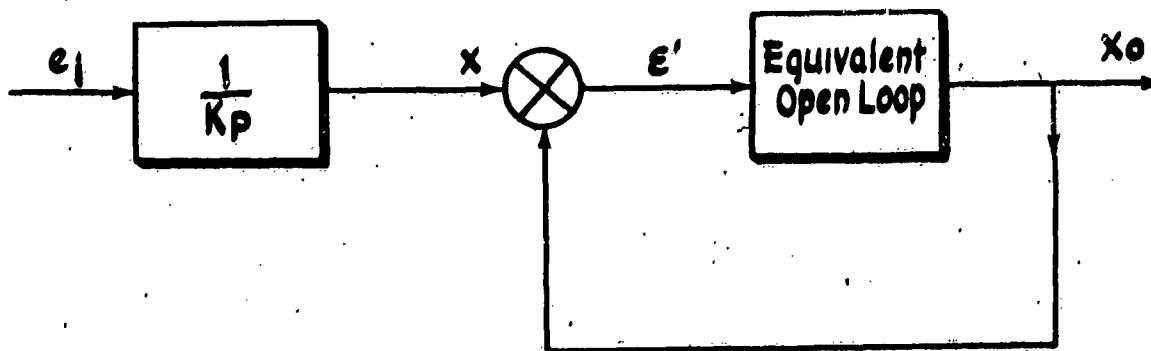 e1
1
Kp
x
ε'
Equivalent
Open Loop
xo